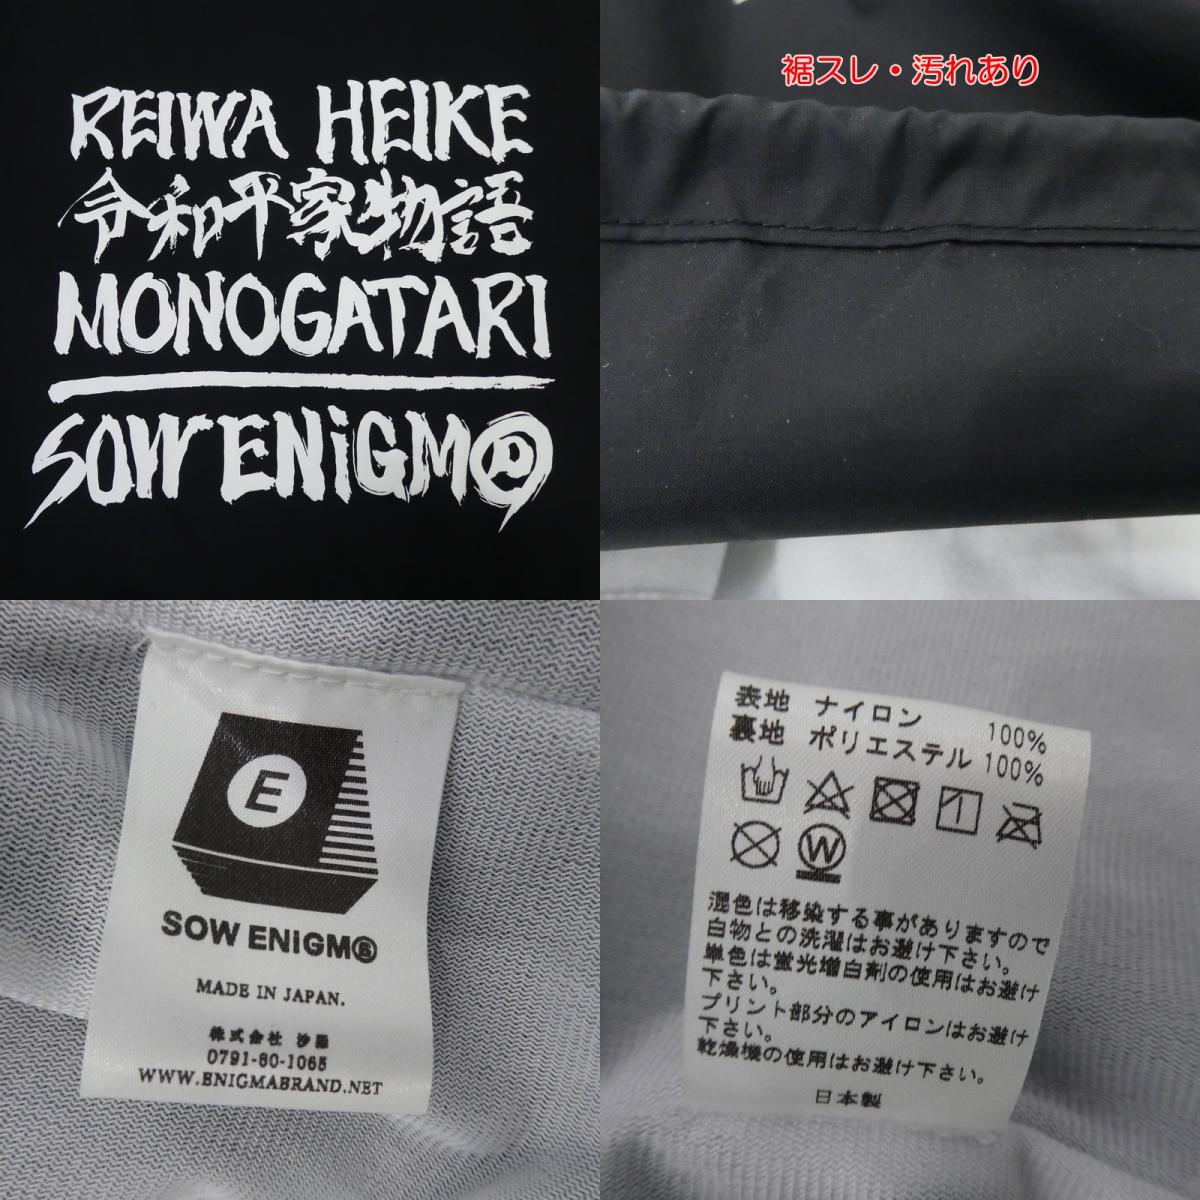 REIWA HEIKE
令和平家物語
MONOGATARI
SOW ENiGM
裾スレ・汚れあり
E
SOW ENiGM
MADE IN JAPAN.
株式会社
0791-60-1065
WWW.ENIGMABRAND.NET
表地 ナイロン 100%
裏地 ポリエステル 100%
W
混色は移染する事がありますので
白物との洗濯はお避け下さい。
単色は蛍光増白剤の使用はお避け
下さい。
プリント部分のアイロンはお避け
下さい。
乾燥機の使用はお避け下さい。
日本製